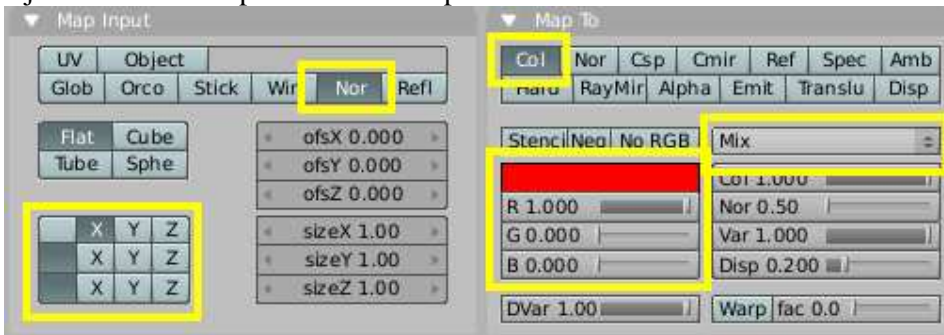 Map Input
UV Object
Glob Orco Stick Win Nor Refl
Flat Cube
Tube Sphe
X Y Z
X Y Z
X Y Z
ofsX 0.000
ofsY 0.000
ofsZ 0.000
sizeX 1.00
sizeY 1.00
sizeZ 1.00
Map To
Col Nor Csp Cmir Ref Spec Amb
Hard RayMir Alpha Emit Translu Disp
Stencil Neg No RGB
R 1.000
G 0.000
B 0.000
DVar 1.00
Mix
Col 1.000
Nor 0.50
Var 1.000
Disp 0.200
Warp fac 0.0